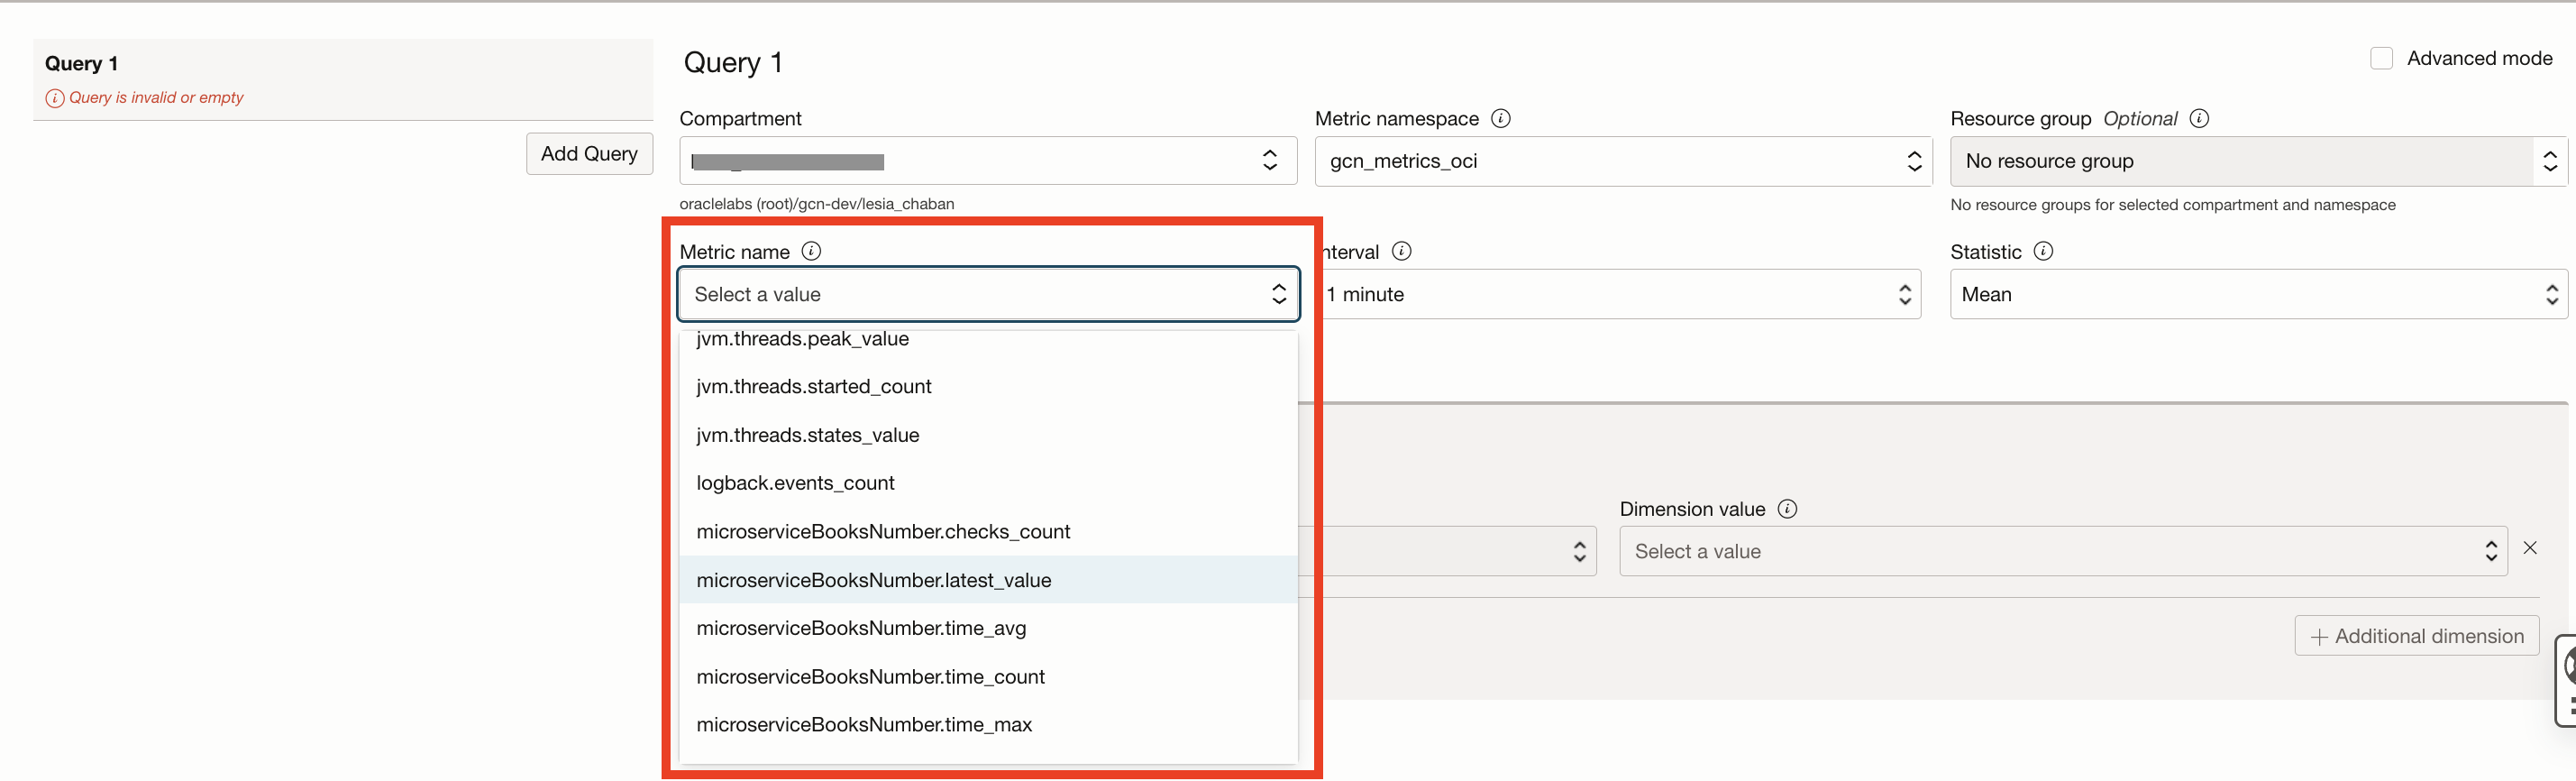 Query 1
Query is invalid or empty
Add Query
Query 1
Advanced mode
Compartment
Metric namespace
Resource group Optional
gcn_metrics_oci
No resource group
oraclelabs (root)/gcn-dev/lesia_chaban
No resource groups for selected compartment and namespace
Metric name
nterval
Statistic
Select a value
1 minute
Mean
jvm.threads.peak_value
jvm.threads.started_count
jvm.threads.states_value
logback.events_count
microserviceBooksNumber.checks_count
microserviceBooksNumber.latest_value
microserviceBooksNumber.time_avg
microserviceBooksNumber.time_count
microserviceBooksNumber.time_max
Dimension value
Select a value
+ Additional dimension